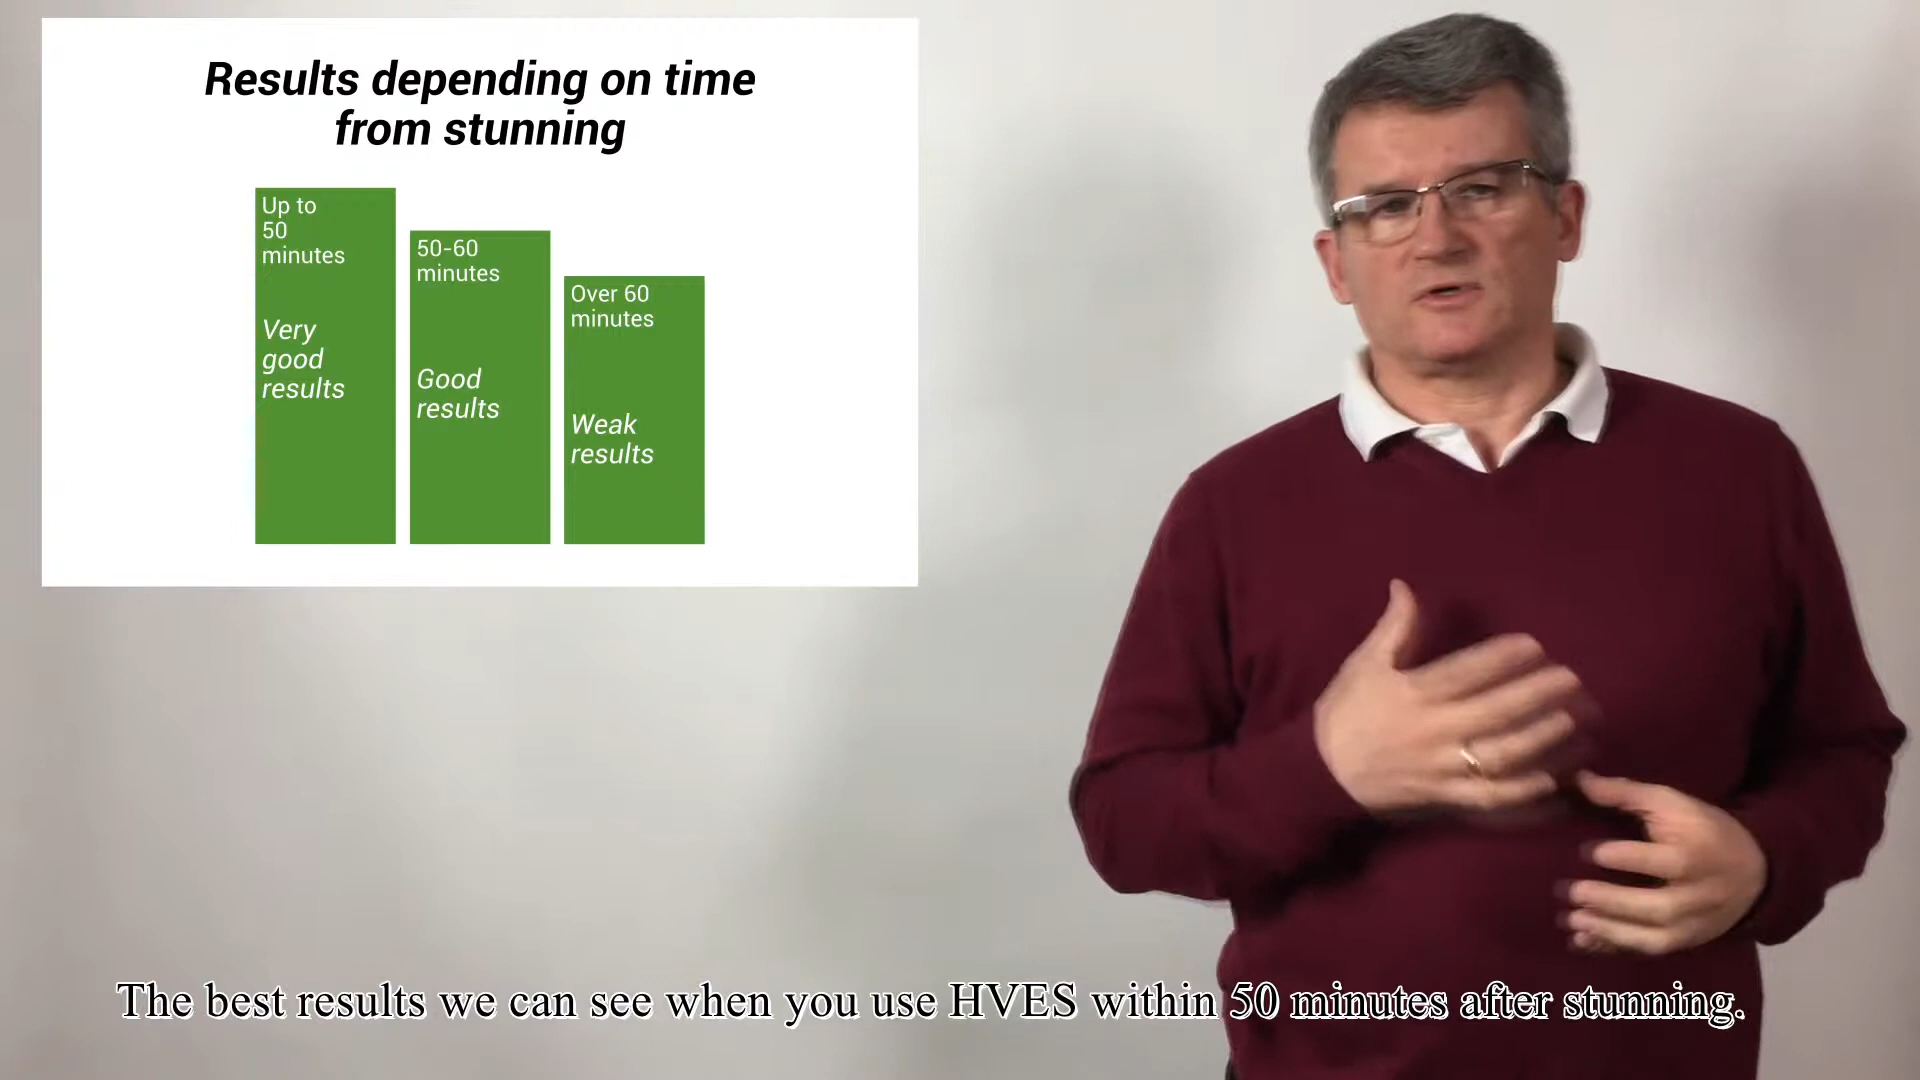 Results depending on time
from stunning
Up to
50
minutes
Very
good
results
50-60
minutes
Good
results
Over 60
minutes
Weak
results
The best results we can see when you use HVES within 50 minutes after stunning.